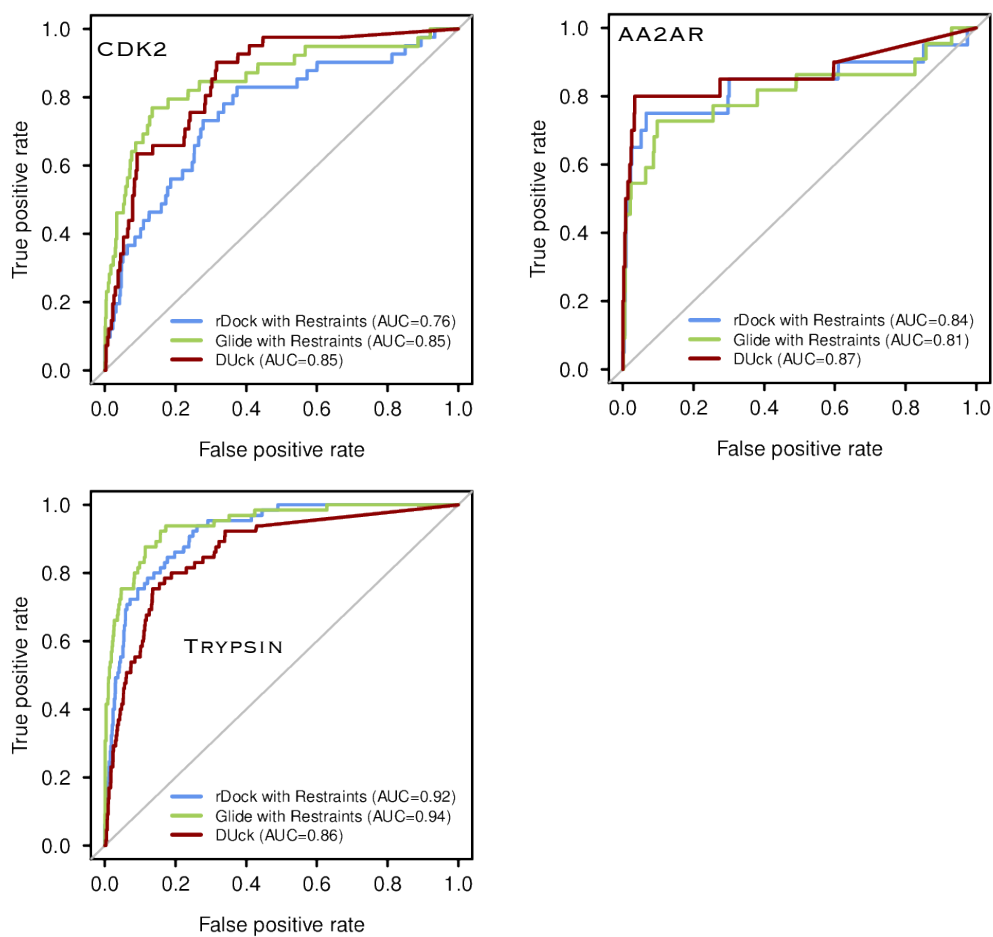 CDK2
True positive rate
1.0
0.8
0.6
0.4
0.2
0.0
rDock with Restraints (AUC=0.76)
Glide with Restraints (AUC=0.85)
DUck (AUC=0.85)
0.0 0.2 0.4 0.6 0.8 1.0
False positive rate
AA2AR
True positive rate
1.0
0.8
0.6
0.4
0.2
0.0
rDock with Restraints (AUC=0.84)
Glide with Restraints (AUC=0.81)
DUck (AUC=0.87)
0.0 0.2 0.4 0.6 0.8 1.0
False positive rate
True positive rate
1.0
0.8
0.6
0.4
0.2
0.0
Trypsin
rDock with Restraints (AUC=0.92)
Glide with Restraints (AUC=0.94)
DUck (AUC=0.86)
0.0 0.2 0.4 0.6 0.8 1.0
False positive rate